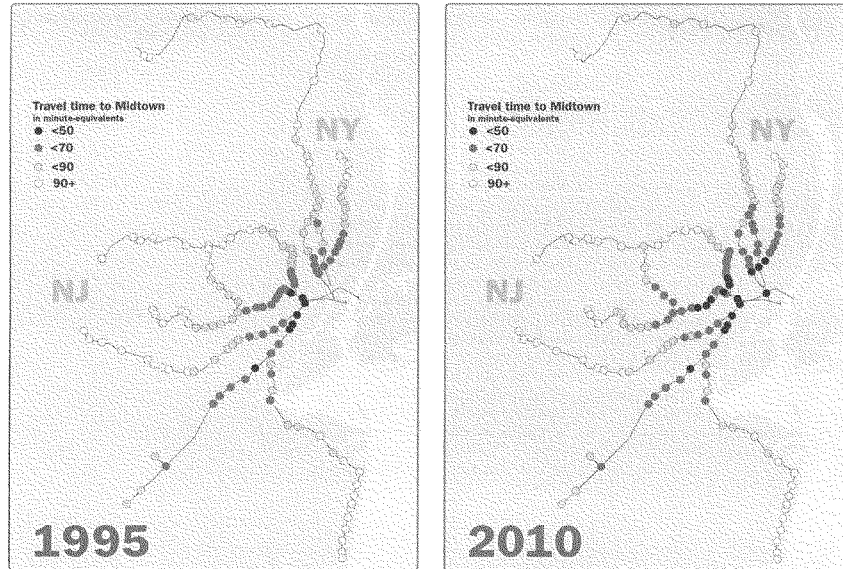 Travel time to Midtown
in minute-equivalents
<50
<70
<90
90+
NY
NJ
1995
Travel time to Midtown
in minute-equivalents
<50
<70
<90
90+
NY
NJ
2010